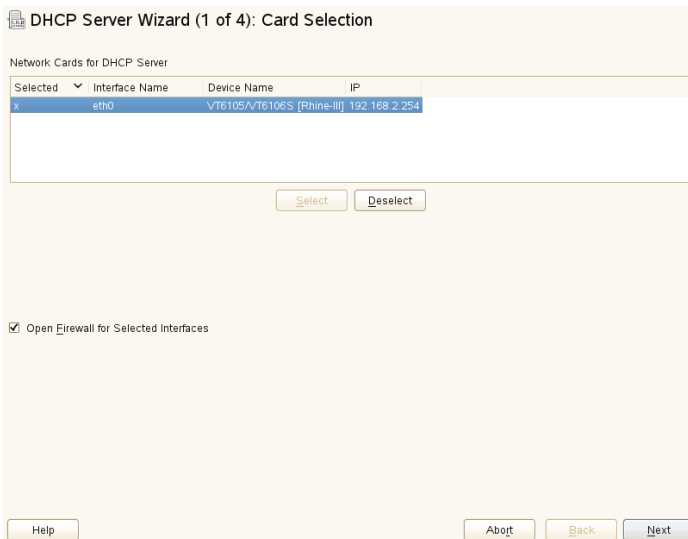 DHCP Server Wizard (1 of 4): Card Selection
Network Cards for DHCP Server
Selected Interface Name Device Name IP
x eth0 VT6105/VT6106S [Rhine-III] 192.168.2.254
Select Deselect
Open Firewall for Selected Interfaces
Help Abort Back Next